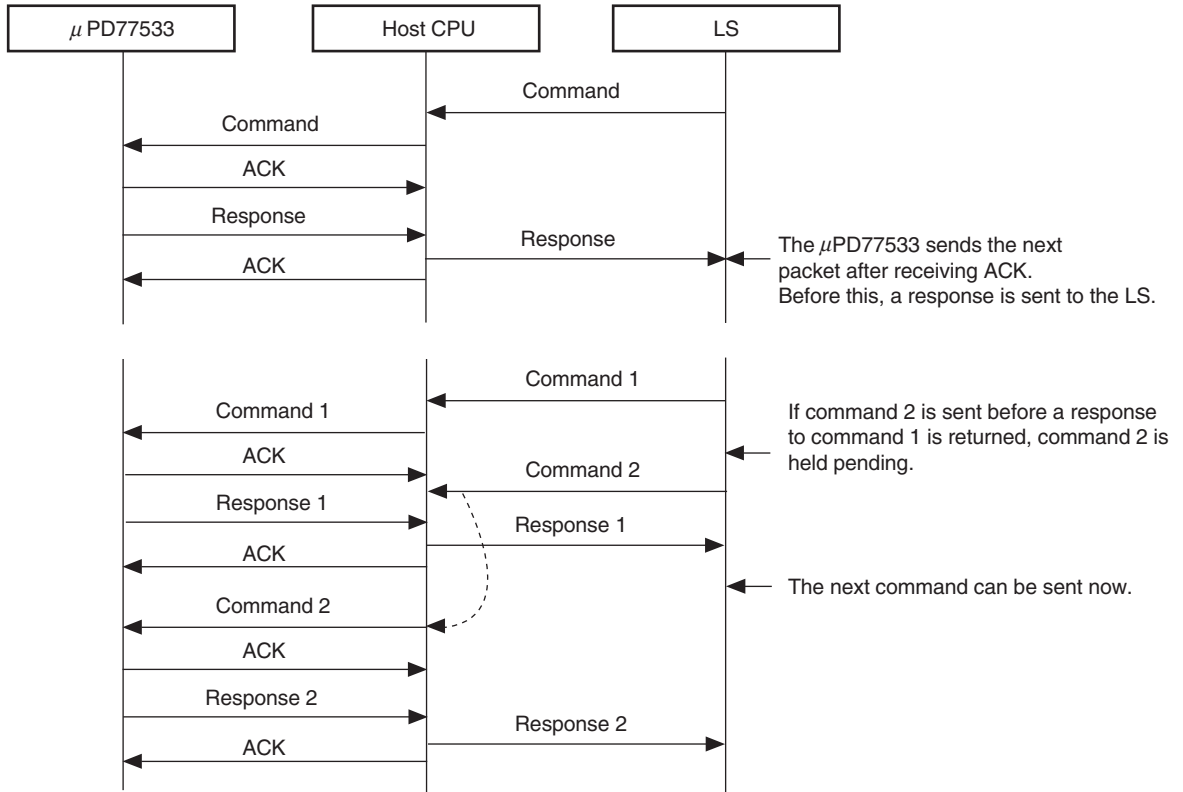 μ PD77533
Host CPU
LS
Command
Command
ACK
Response
Response
ACK
The μPD77533 sends the next
packet after receiving ACK.
Before this, a response is sent to the LS.
Command 1
Command 1
If command 2 is sent before a response
to command 1 is returned, command 2 is
held pending.
ACK
Command 2
Response 1
Response 1
ACK
The next command can be sent now.
Command 2
ACK
Response 2
Response 2
ACK